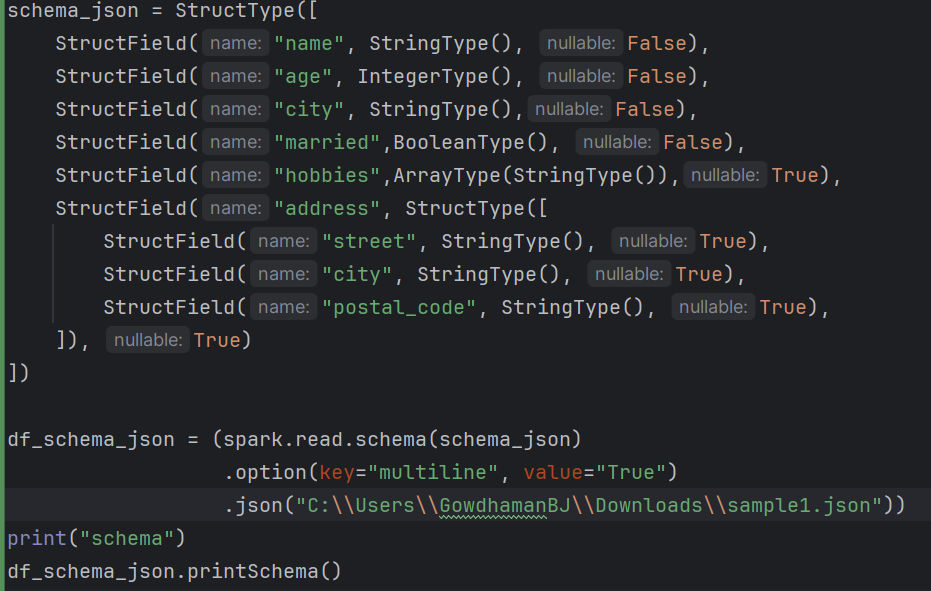 schema_json = StructType([
    StructField( name: "name", StringType(), nullable: False),
    StructField( name: "age", IntegerType(), nullable: False),
    StructField( name: "city", StringType(), nullable: False),
    StructField( name: "married",BooleanType(), nullable: False),
    StructField( name: "hobbies",ArrayType(StringType()), nullable: True),
    StructField( name: "address", StructType([
        StructField( name: "street", StringType(), nullable: True),
        StructField( name: "city", StringType(), nullable: True),
        StructField( name: "postal_code", StringType(), nullable: True),
    ]), nullable: True)
])
df_schema_json = (spark.read.schema(schema_json)
                  .option(key="multiline", value="True")
                  .json("C:\\Users\\GowdhamanBJ\\Downloads\\sample1.json"))
print("schema")
df_schema_json.printSchema()